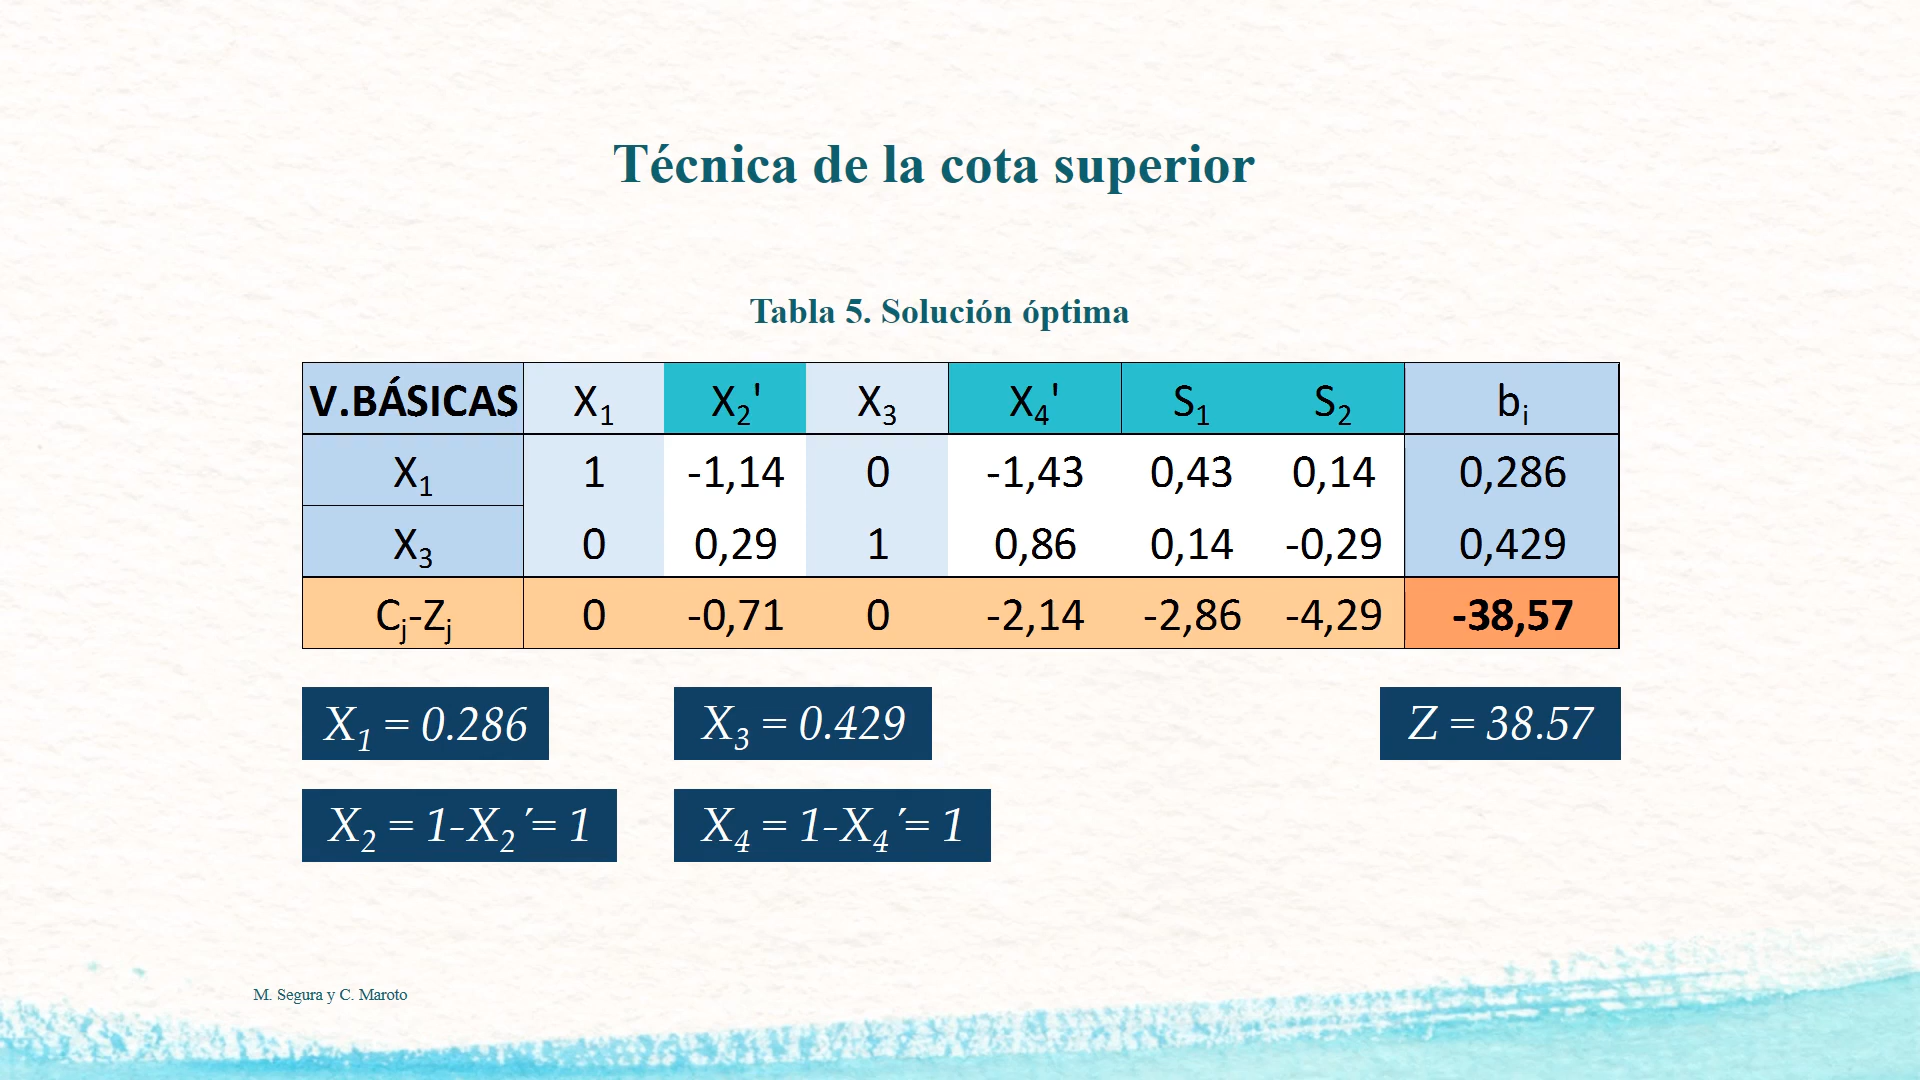 Técnica de la cota superior
Tabla 5. Solución óptima
V.BÁSICAS X1 X2' X3 X4' S1 S2 bi
X1 1 -1,14 0 -1,43 0,43 0,14 0,286
X3 0 0,29 1 0,86 0,14 -0,29 0,429
Cj-Zj 0 -0,71 0 -2,14 -2,86 -4,29 -38,57
X1 = 0.286 X3 = 0.429 Z = 38.57
X2 = 1-X2´= 1 X4 = 1-X4´= 1
M. Segura y C. Maroto